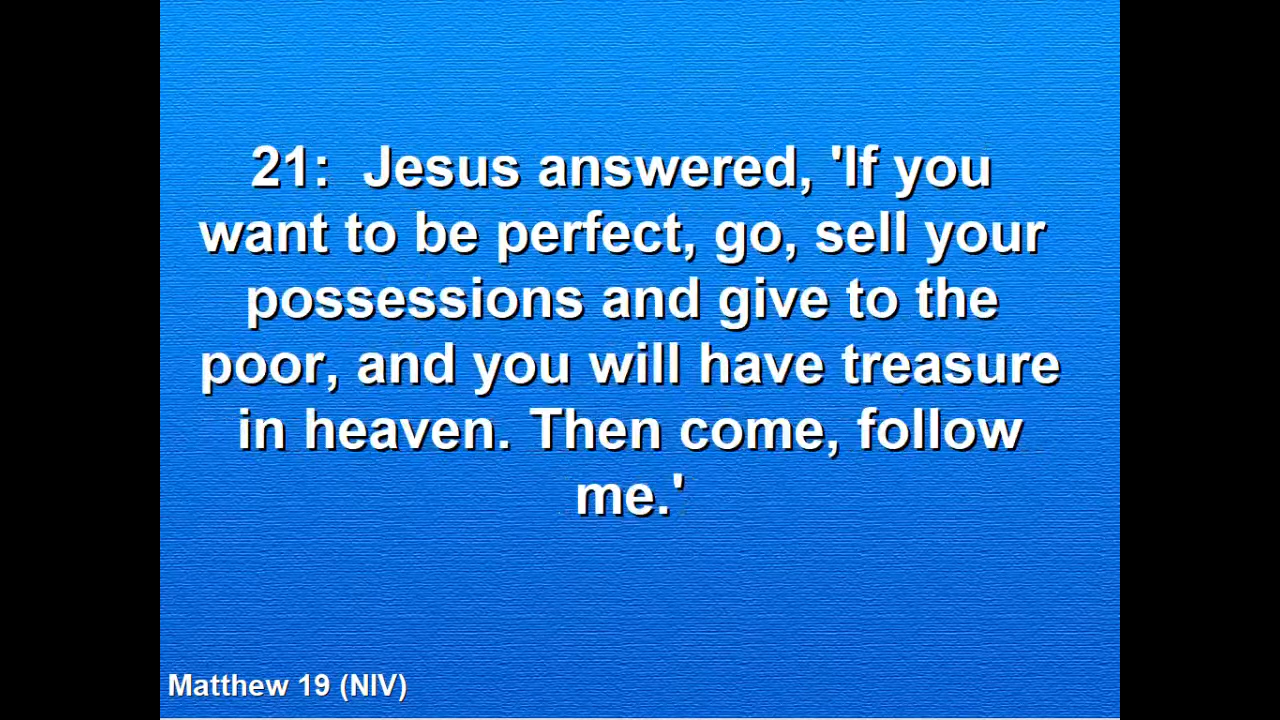 21:  Jesus answered, 'If you
want to be perfect, go, sell your
possessions and give to the
poor, and you will have treasure
in heaven. Then come, follow
me.'
Matthew 19 (NIV)